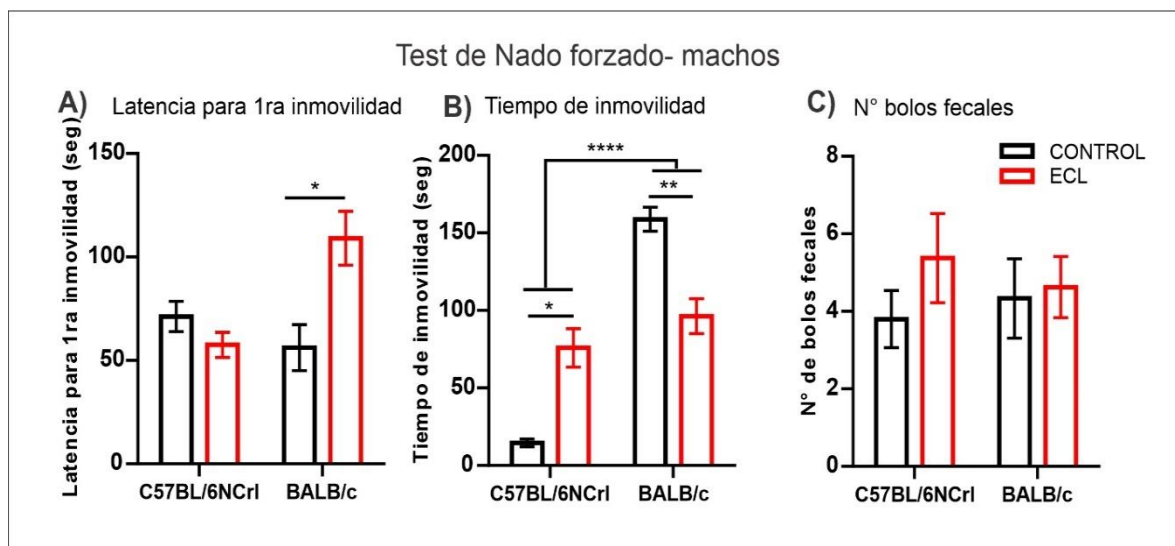 Test de Nado forzado- machos
A) Latencia para 1ra inmovilidad
Latencia para 1ra inmovilidad (seg)
150
100
50
0
*
C57BL/6NCrl BALB/c
B) Tiempo de inmovilidad
Tiempo de inmovilidad (seg)
200
150
100
50
0
****
**
*
C57BL/6NCrl BALB/c
C) N° bolos fecales
N° de bolos fecales
8
6
4
2
0
CONTROL
ECL
C57BL/6NCrl BALB/c